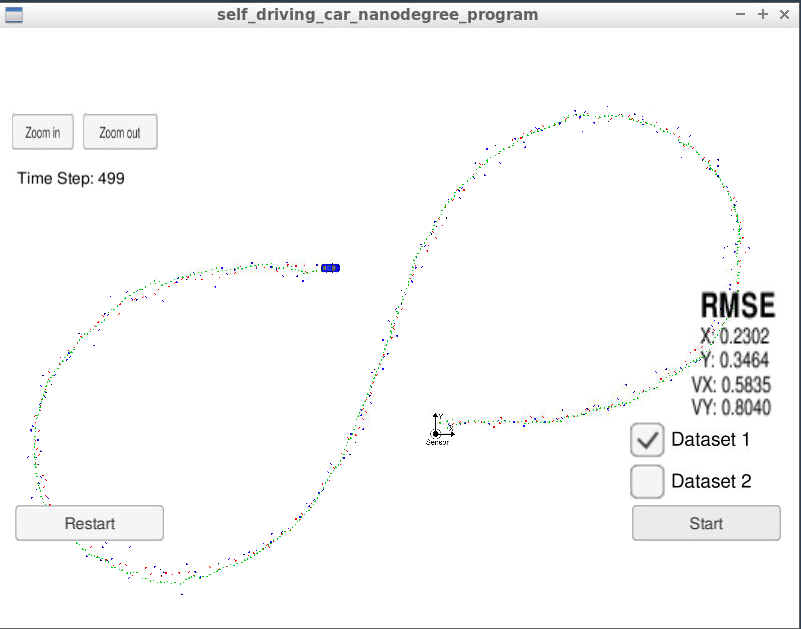 self_driving_car_nanodegree_program
Zoom in
Zoom out
Time Step: 499
RMSE
X: 0.2302
Y: 0.3464
VX: 0.5835
VY: 0.8040
Y
X
Sensor
Dataset 1
Dataset 2
Restart
Start